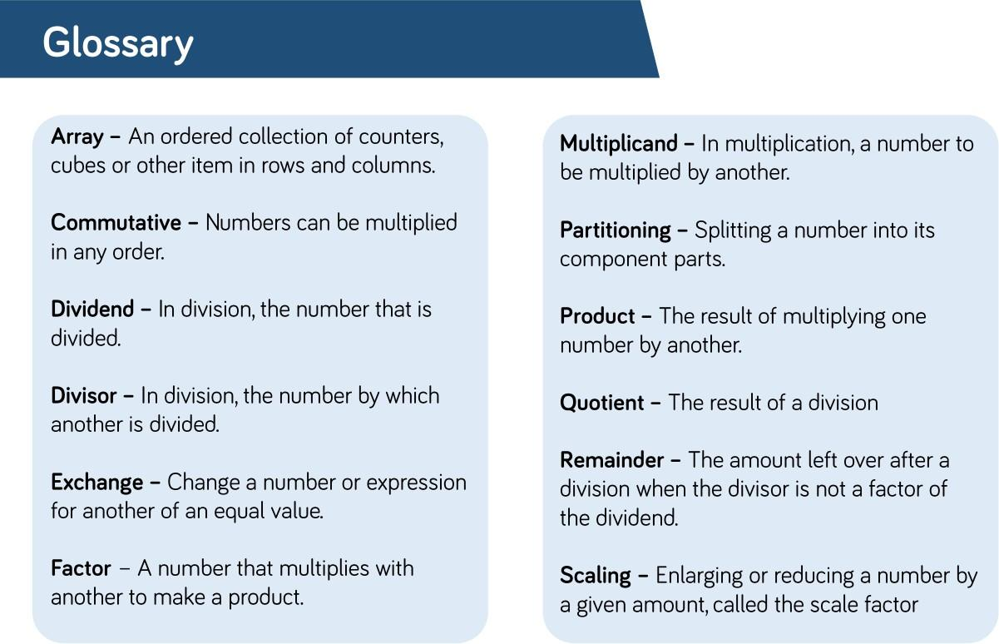 Glossary
Array – An ordered collection of counters,
cubes or other item in rows and columns.
Commutative – Numbers can be multiplied
in any order.
Dividend – In division, the number that is
divided.
Divisor – In division, the number by which
another is divided.
Exchange – Change a number or expression
for another of an equal value.
Factor – A number that multiplies with
another to make a product.
Multiplicand – In multiplication, a number to
be multiplied by another.
Partitioning – Splitting a number into its
component parts.
Product – The result of multiplying one
number by another.
Quotient – The result of a division
Remainder – The amount left over after a
division when the divisor is not a factor of
the dividend.
Scaling – Enlarging or reducing a number by
a given amount, called the scale factor